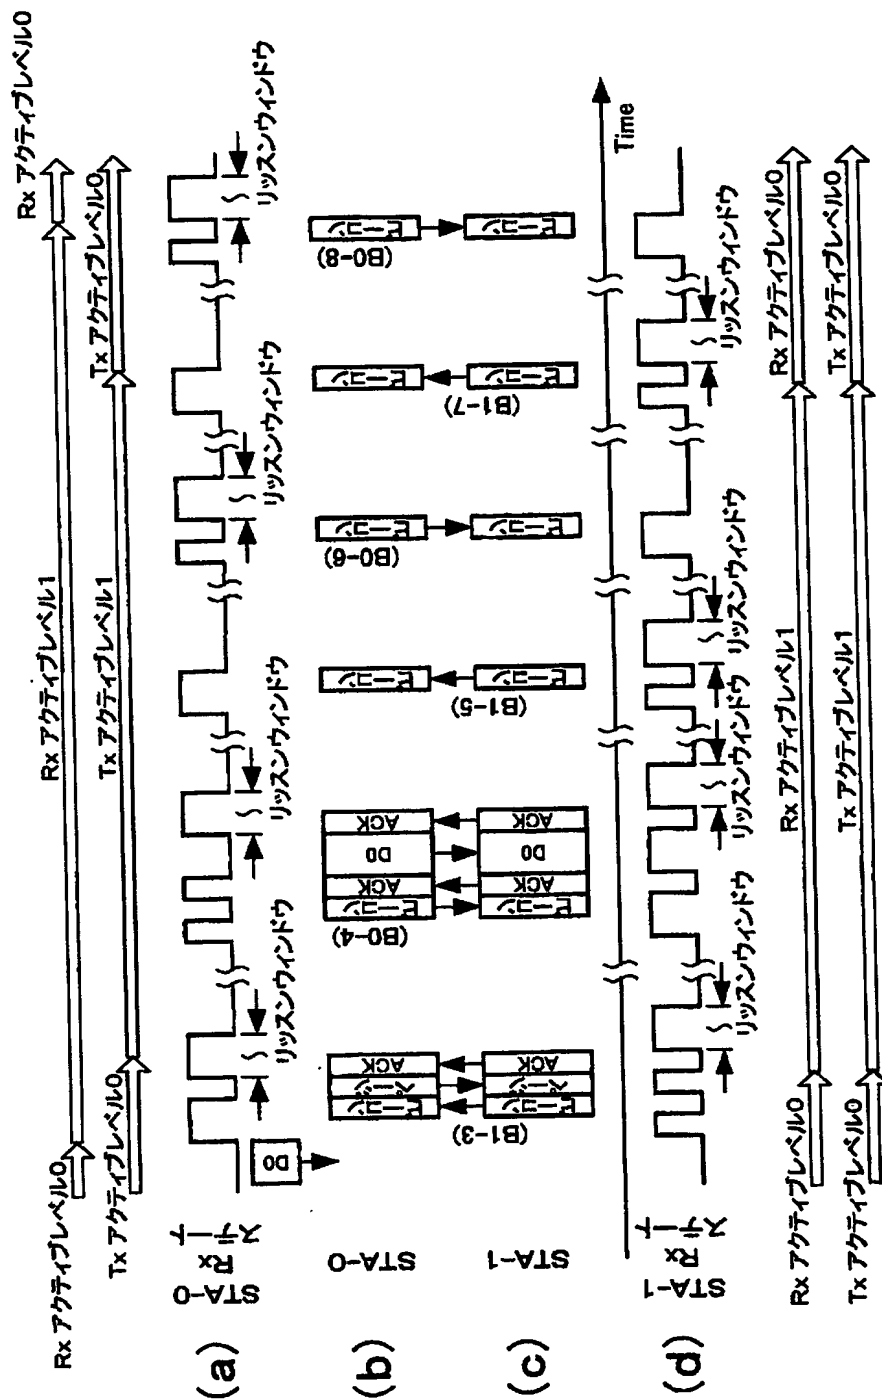 Rx アクティブレベル0
Rx アクティブレベル1
Rx アクティブレベル0
Tx アクティブレベル0
Tx アクティブレベル1
Tx アクティブレベル0
(a)
STA-0
Rx
ステート
D0
リッスンウィンドウ
リッスンウィンドウ
リッスンウィンドウ
リッスンウィンドウ
(b)
STA-0
ビーコン
ページ
ACK
(B0-4)
ビーコン
ACK
D0
ACK
ビーコン
(B0-6)
ビーコン
ビーコン
(B0-8)
ビーコン
(c)
STA-1
(B1-3)
ビーコン
ページ
ACK
ビーコン
ACK
D0
ACK
(B1-5)
ビーコン
ビーコン
(B1-7)
ビーコン
ビーコン
Time
(d)
STA-1
Rx
ステート
リッスンウィンドウ
リッスンウィンドウ
リッスンウィンドウ
リッスンウィンドウ
Rx アクティブレベル0
Rx アクティブレベル1
Rx アクティブレベル0
Tx アクティブレベル0
Tx アクティブレベル1
Tx アクティブレベル0